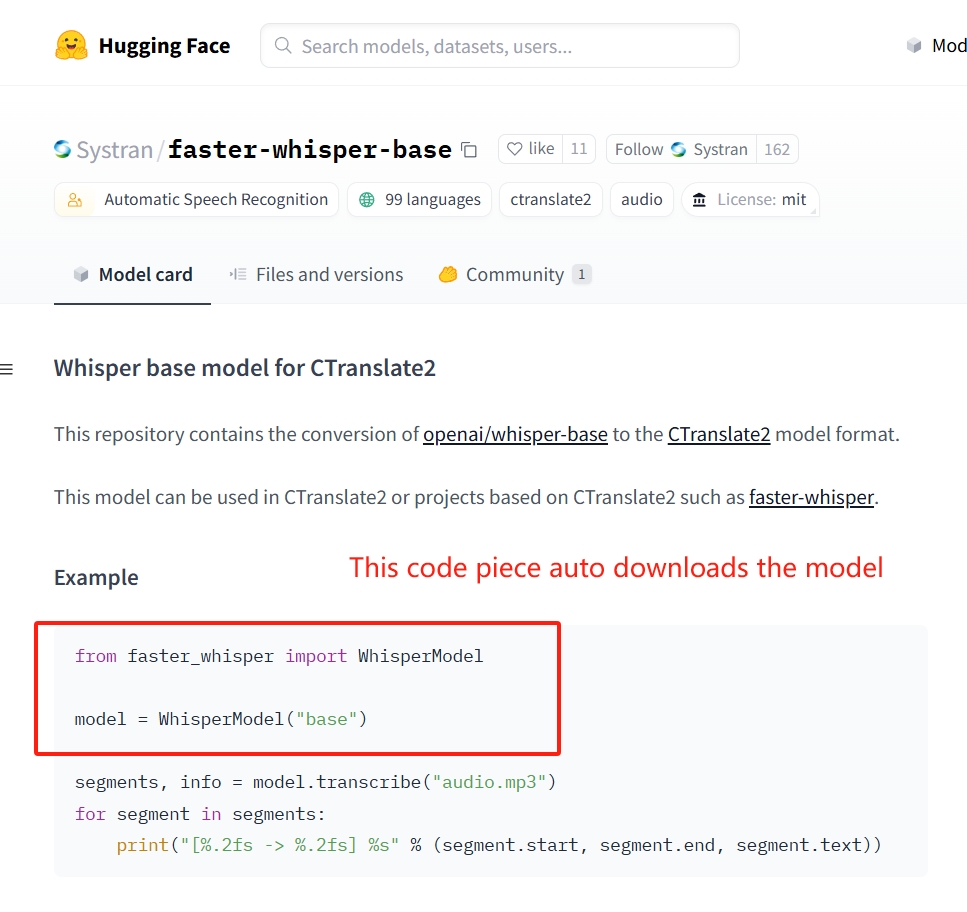 Hugging Face Search models, datasets, users... Mod
Systran/faster-whisper-base like 11 Follow Systran 162
Automatic Speech Recognition 99 languages ctranslate2 audio License: mit
Model card Files and versions Community 1
Whisper base model for CTranslate2
This repository contains the conversion of openai/whisper-base to the CTranslate2 model format.
This model can be used in CTranslate2 or projects based on CTranslate2 such as faster-whisper.
Example This code piece auto downloads the model
from faster_whisper import WhisperModel
model = WhisperModel("base")
segments, info = model.transcribe("audio.mp3")
for segment in segments:
    print("[%.2fs -> %.2fs] %s" % (segment.start, segment.end, segment.text))